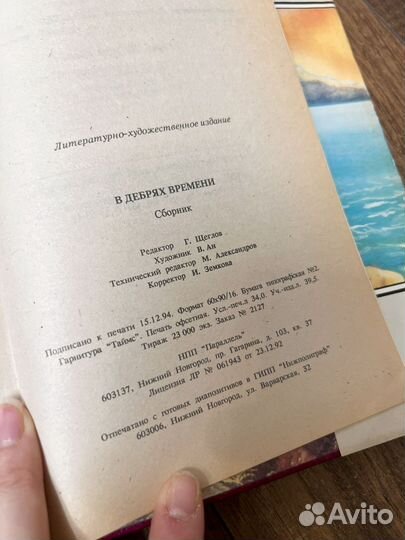 Литературно-художественное издание
В ДЕБРЯХ ВРЕМЕНИ
Сборник
Редактор Г. Щеглов
Художник В. Ан
Технический редактор М. Александров
Корректор И. Земкова
Подписано к печати 15.12.94. Формат 60х90/16. Бумага типографская №2.
Гарнитура "Таймс". Печать офсетная. Усл.-печ.л 34,0. Уч.-изд.л. 39,5.
Тираж 23 000 экз. Заказ № 2127
НПП "Параллель"
603137, Нижний Новгород, пр. Гагарина, д. 103, кв. 37
Лицензия ЛР № 061943 от 23.12.92
Отпечатано с готовых диапозитивов в ГИПП "Нижполиграф"
603006, Нижний Новгород, ул. Варварская, 32
Avito